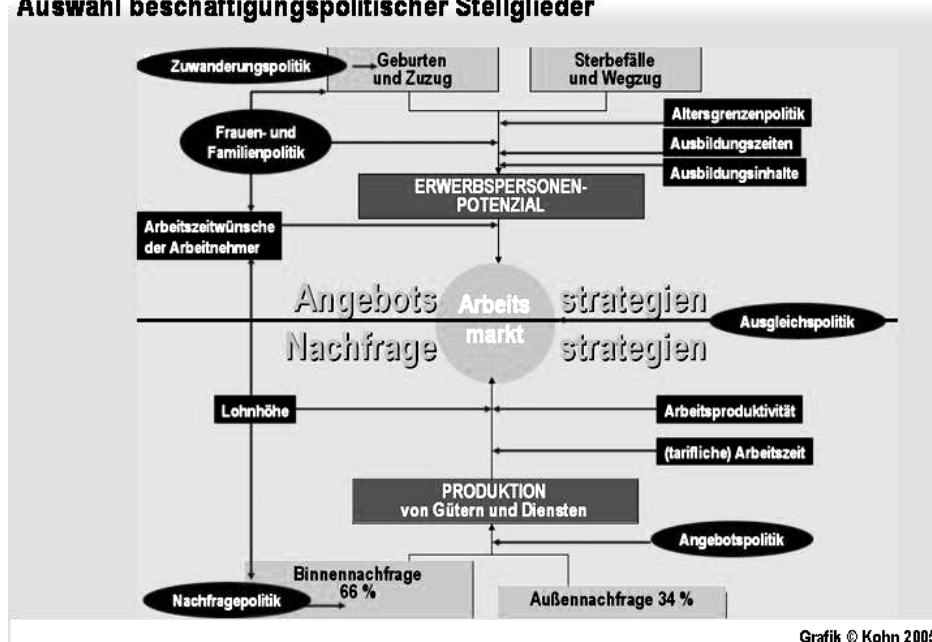 Auswahl beschäftigungspolitischer Stellglieder
Zuwanderungspolitik
Geburten
und Zuzug
Sterbefälle
und Wegzug
Frauen- und
Familienpolitik
Altersgrenzenpolitik
Ausbildungszeiten
Ausbildungsinhalte
ERWERBSPERSONEN-
POTENZIAL
Arbeitszeitwünsche
der Arbeitnehmer
Angebots Arbeits strategien
Nachfrage markt strategien
Ausgleichspolitik
Lohnhöhe
Arbeitsproduktivität
(tarifliche) Arbeitszeit
PRODUKTION
von Gütern und Diensten
Angebotspolitik
Binnennachfrage
66 %
Außennachfrage 34 %
Nachfragepolitik
Grafik © Kohn